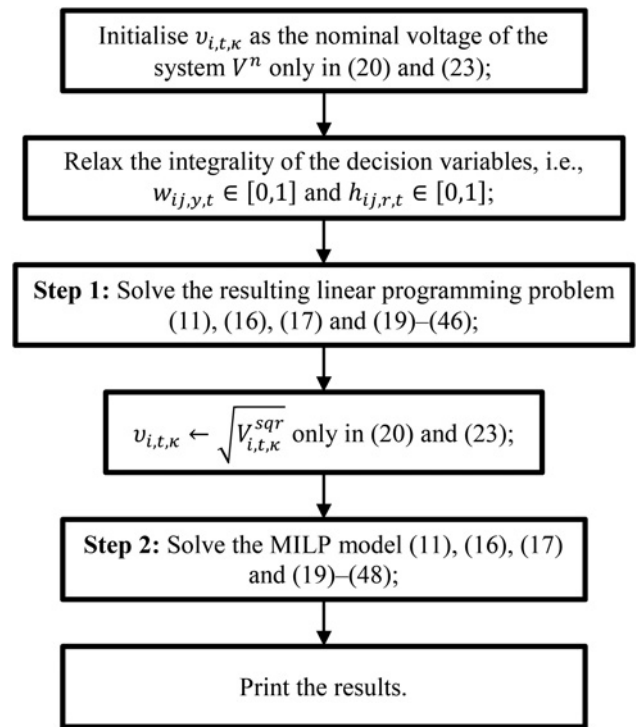 Initialise υ_{i,t,κ} as the nominal voltage of the
system Vⁿ only in (20) and (23);
Relax the integrality of the decision variables, i.e.,
w_{ij,y,t} ∈ [0,1] and h_{ij,r,t} ∈ [0,1];
Step 1: Solve the resulting linear programming problem
(11), (16), (17) and (19)–(46);
υ_{i,t,κ} ← √(V^{sqr}_{i,t,κ}) only in (20) and (23);
Step 2: Solve the MILP model (11), (16), (17)
and (19)–(48);
Print the results.